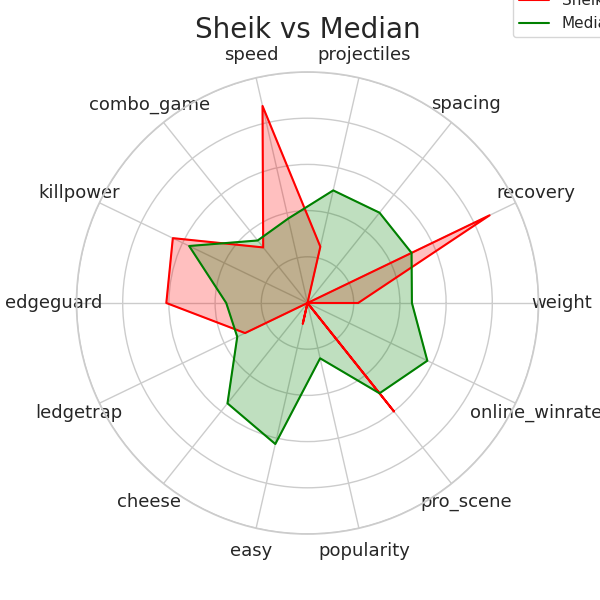 Sheik vs Median
speed
projectiles
combo_game
spacing
killpower
recovery
edgeguard
weight
ledgetrap
online_winrate
cheese
pro_scene
easy
popularity